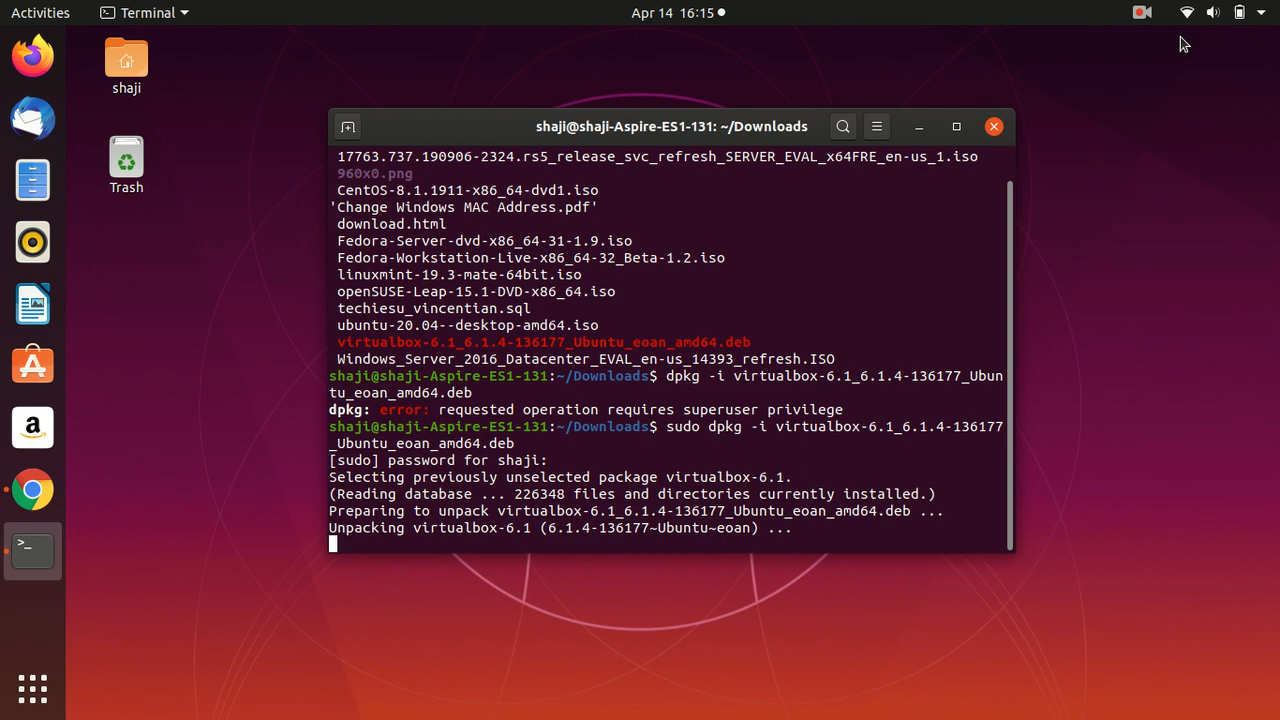 Activities
Terminal
Apr 14 16:15
shaji
Trash
shaji@shaji-Aspire-ES1-131: ~/Downloads
17763.737.190906-2324.rs5_release_svc_refresh_SERVER_EVAL_x64FRE_en-us_1.iso
960x0.png
CentOS-8.1.1911-x86_64-dvd1.iso
'Change Windows MAC Address.pdf'
download.html
Fedora-Server-dvd-x86_64-31-1.9.iso
Fedora-Workstation-Live-x86_64-32_Beta-1.2.iso
linuxmint-19.3-mate-64bit.iso
openSUSE-Leap-15.1-DVD-x86_64.iso
techiesu_vincentian.sql
ubuntu-20.04--desktop-amd64.iso
virtualbox-6.1_6.1.4-136177_Ubuntu_eoan_amd64.deb
Windows_Server_2016_Datacenter_EVAL_en-us_14393_refresh.ISO
shaji@shaji-Aspire-ES1-131:~/Downloads$ dpkg -i virtualbox-6.1_6.1.4-136177_Ubun
tu_eoan_amd64.deb
dpkg: error: requested operation requires superuser privilege
shaji@shaji-Aspire-ES1-131:~/Downloads$ sudo dpkg -i virtualbox-6.1_6.1.4-136177
_Ubuntu_eoan_amd64.deb
[sudo] password for shaji:
Selecting previously unselected package virtualbox-6.1.
(Reading database ... 226348 files and directories currently installed.)
Preparing to unpack virtualbox-6.1_6.1.4-136177_Ubuntu_eoan_amd64.deb ...
Unpacking virtualbox-6.1 (6.1.4-136177~Ubuntu~eoan) ...
a
>_